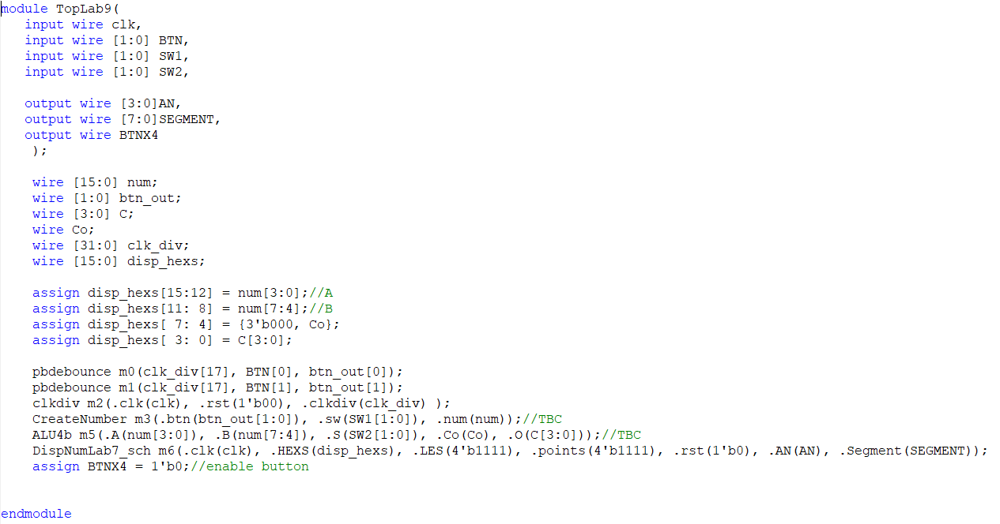 module TopLab9(
input wire clk,
input wire [1:0] BTN,
input wire [1:0] SW1,
input wire [1:0] SW2,
output wire [3:0]AN,
output wire [7:0]SEGMENT,
output wire BTNX4
);
wire [15:0] num;
wire [1:0] btn_out;
wire [3:0] C;
wire Co;
wire [31:0] clk_div;
wire [15:0] disp_hexs;
assign disp_hexs[15:12] = num[3:0];//A
assign disp_hexs[11: 8] = num[7:4];//B
assign disp_hexs[ 7: 4] = {3'b000, Co};
assign disp_hexs[ 3: 0] = C[3:0];
pbdebounce m0(clk_div[17], BTN[0], btn_out[0]);
pbdebounce m1(clk_div[17], BTN[1], btn_out[1]);
clkdiv m2(.clk(clk), .rst(1'b00), .clkdiv(clk_div) );
CreateNumber m3(.btn(btn_out[1:0]), .sw(SW1[1:0]), .num(num));//TBC
ALU4b m5(.A(num[3:0]), .B(num[7:4]), .S(SW2[1:0]), .Co(Co), .O(C[3:0]));//TBC
DispNumLab7_sch m6(.clk(clk), .HEXS(disp_hexs), .LES(4'b1111), .points(4'b1111), .rst(1'b0), .AN(AN), .Segment(SEGMENT));
assign BTNX4 = 1'b0;//enable button
endmodule